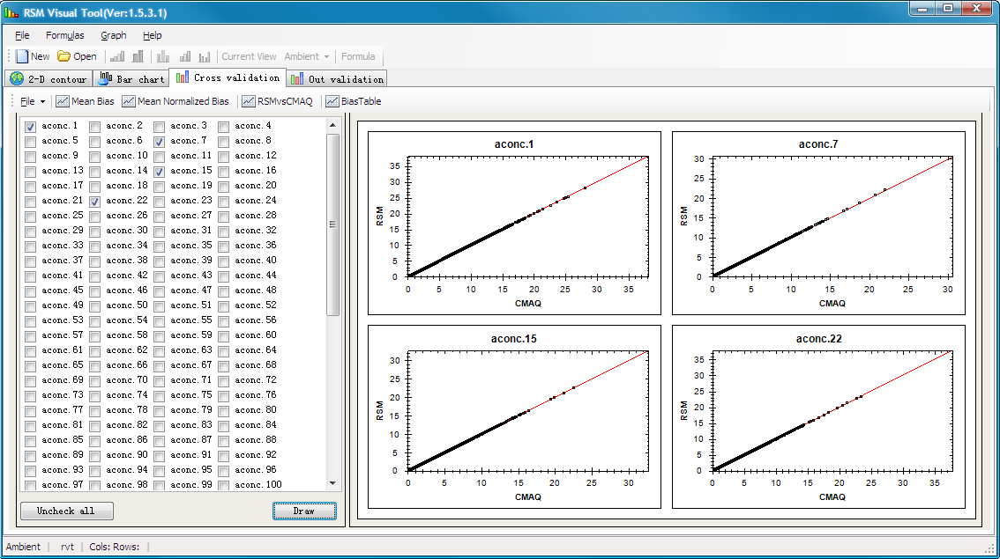 RSM Visual Tool(Ver:1.5.3.1)
File Formulas Graph Help
New Open Current View Ambient Formula
2-D contour Bar chart Cross validation Out validation
File Mean Bias Mean Normalized Bias RSMvsCMAQ BiasTable
aconc.1 aconc.2 aconc.3 aconc.4
aconc.5 aconc.6 aconc.7 aconc.8
aconc.9 aconc.10 aconc.11 aconc.12
aconc.13 aconc.14 aconc.15 aconc.16
aconc.17 aconc.18 aconc.19 aconc.20
aconc.21 aconc.22 aconc.23 aconc.24
aconc.25 aconc.26 aconc.27 aconc.28
aconc.29 aconc.30 aconc.31 aconc.32
aconc.33 aconc.34 aconc.35 aconc.36
aconc.37 aconc.38 aconc.39 aconc.40
aconc.41 aconc.42 aconc.43 aconc.44
aconc.45 aconc.46 aconc.47 aconc.48
aconc.49 aconc.50 aconc.51 aconc.52
aconc.53 aconc.54 aconc.55 aconc.56
aconc.57 aconc.58 aconc.59 aconc.60
aconc.61 aconc.62 aconc.63 aconc.64
aconc.65 aconc.66 aconc.67 aconc.68
aconc.69 aconc.70 aconc.71 aconc.72
aconc.73 aconc.74 aconc.75 aconc.76
aconc.77 aconc.78 aconc.79 aconc.80
aconc.81 aconc.82 aconc.83 aconc.84
aconc.85 aconc.86 aconc.87 aconc.88
aconc.89 aconc.90 aconc.91 aconc.92
aconc.93 aconc.94 aconc.95 aconc.96
aconc.97 aconc.98 aconc.99 aconc.100
Uncheck all Draw
aconc.1
RSM
35
30
25
20
15
10
5
0
0 5 10 15 20 25 30 35
CMAQ
aconc.7
RSM
30
25
20
15
10
5
0
0 5 10 15 20 25 30
CMAQ
aconc.15
RSM
30
25
20
15
10
5
0
0 5 10 15 20 25 30
CMAQ
aconc.22
RSM
35
30
25
20
15
10
5
0
0 5 10 15 20 25 30 35
CMAQ
Ambient rvt Cols: Rows: